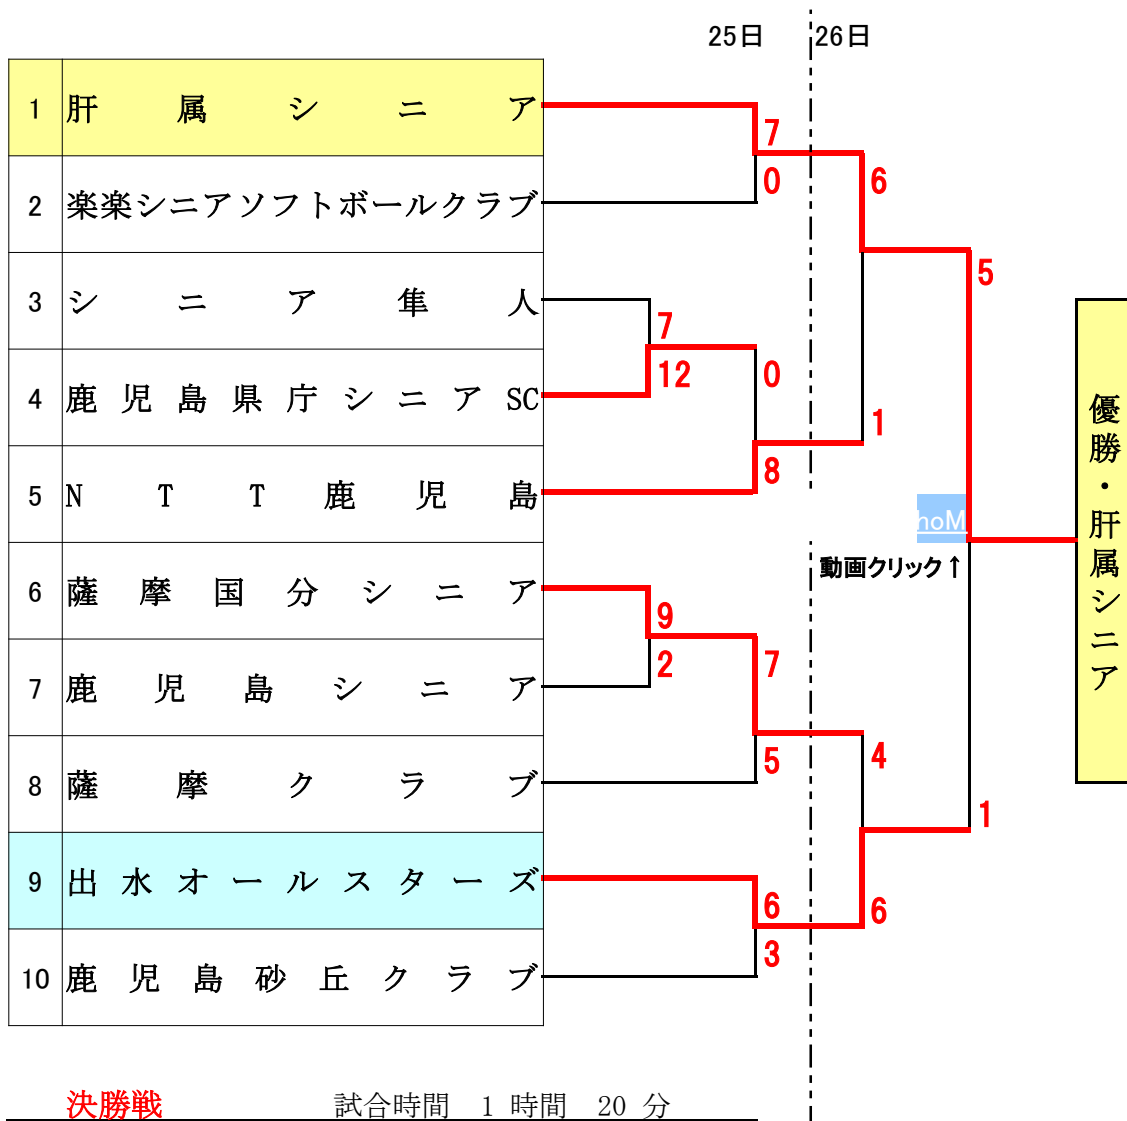 25日 26日
1 肝属シニア
7
6
2 楽楽シニアソフトボールクラブ
0
5
3 シニア隼人
7
4 鹿児島県庁シニアSC
12
0
1
5 NTT鹿児島
8
hoM
動画クリック↑
優勝・肝属シニア
6 薩摩国分シニア
9
2
7
7 鹿児島シニア
4
8 薩摩クラブ
5
1
9 出水オールスターズ
6
6
3
10 鹿児島砂丘クラブ
決勝戦 試合時間 1 時間 20 分